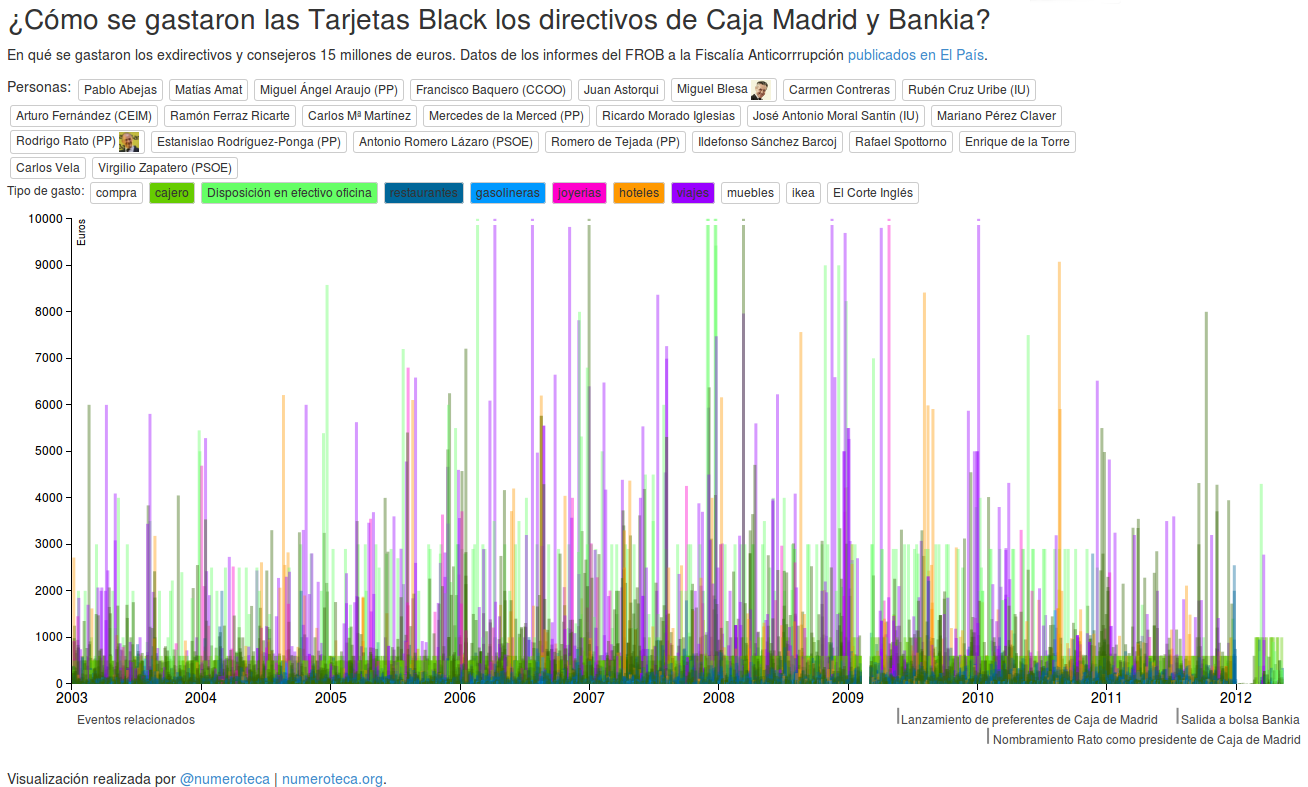 ¿Cómo se gastaron las Tarjetas Black los directivos de Caja Madrid y Bankia?
En qué se gastaron los exdirectivos y consejeros 15 millones de euros. Datos de los informes del FROB a la Fiscalía Anticorrrupción publicados en El País.
Personas: Pablo Abejas Matías Amat Miguel Ángel Araujo (PP) Francisco Baquero (CCOO) Juan Astorqui Miguel Blesa Carmen Contreras Rubén Cruz Uribe (IU)
Arturo Fernández (CEIM) Ramón Ferraz Ricarte Carlos Mª Martínez Mercedes de la Merced (PP) Ricardo Morado Iglesias José Antonio Moral Santín (IU) Mariano Pérez Claver
Rodrigo Rato (PP) Estanislao Rodríguez-Ponga (PP) Antonio Romero Lázaro (PSOE) Romero de Tejada (PP) Ildefonso Sánchez Barcoj Rafael Spottorno Enrique de la Torre
Carlos Vela Virgilio Zapatero (PSOE)
Tipo de gasto: compra cajero Disposición en efectivo oficina restaurantes gasolineras joyerías hoteles viajes muebles ikea El Corte Inglés
Euros
10000
9000
8000
7000
6000
5000
4000
3000
2000
1000
0
2003 2004 2005 2006 2007 2008 2009 2010 2011 2012
Eventos relacionados Lanzamiento de preferentes de Caja de Madrid Salida a bolsa Bankia
Nombramiento Rato como presidente de Caja de Madrid
Visualización realizada por @numeroteca | numeroteca.org.